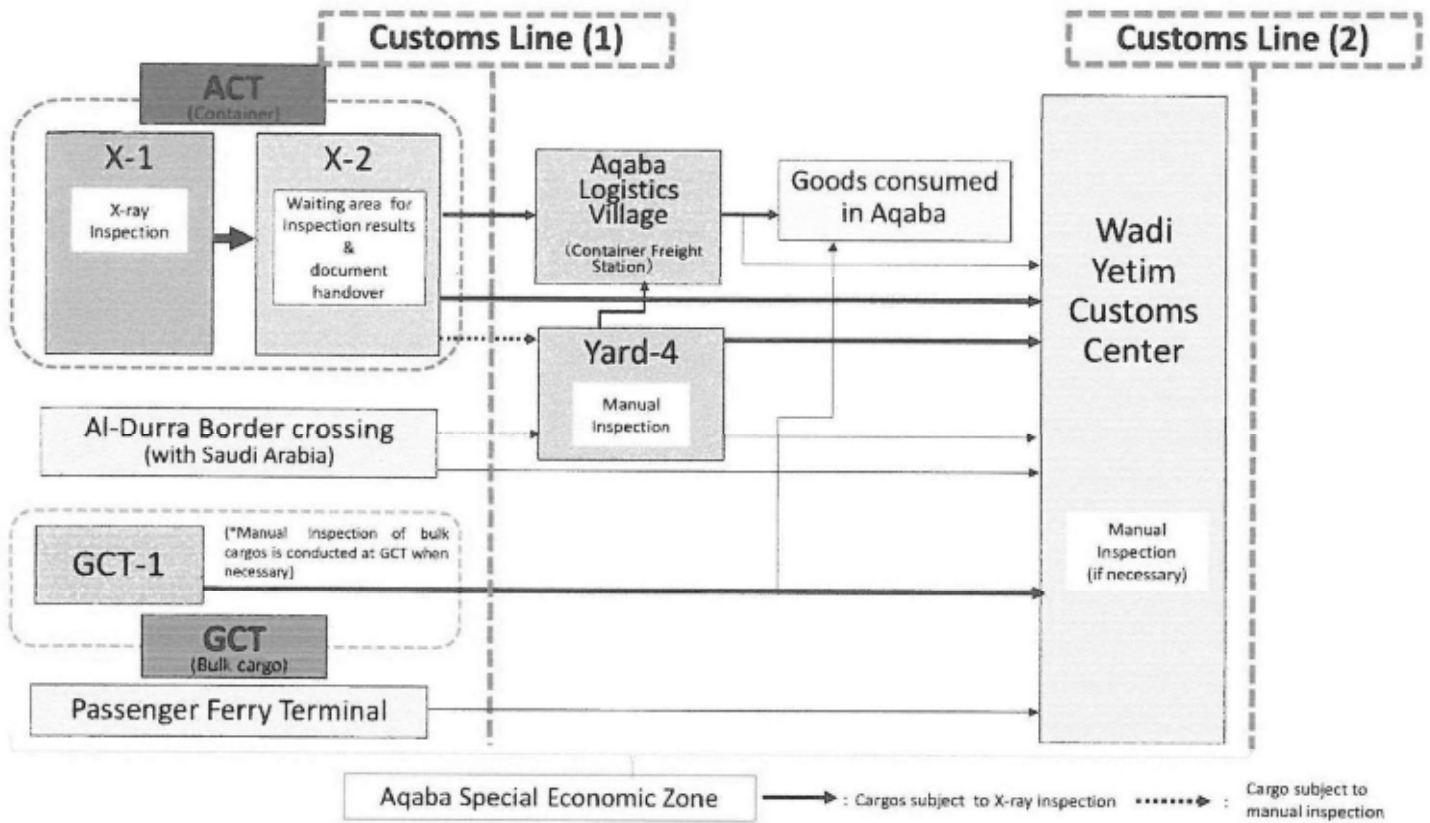 Customs Line (1)
Customs Line (2)
ACT
(Container)
X-1
X-ray
Inspection
X-2
Waiting area for
inspection results
&
document
handover
Aqaba
Logistics
Village
(Container Freight
Station)
Goods consumed
in Aqaba
Wadi
Yetim
Customs
Center
Manual
Inspection
(if necessary)
Yard-4
Manual
Inspection
Al-Durra Border crossing
(with Saudi Arabia)
GCT-1
(*Manual Inspection of bulk
cargos is conducted at GCT when
necessary)
GCT
(Bulk cargo)
Passenger Ferry Terminal
Aqaba Special Economic Zone
: Cargos subject to X-ray inspection
: Cargo subject to
manual inspection